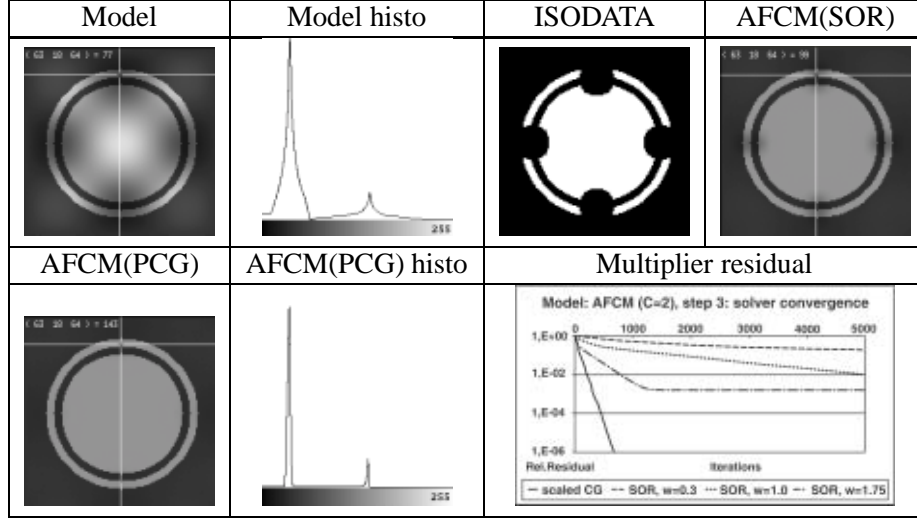 Model
Model histo
ISODATA
AFCM(SOR)
( 63 18 64 ) = 77
255
( 63 18 64 ) = 99
AFCM(PCG)
AFCM(PCG) histo
Multiplier residual
( 63 18 64 ) = 143
255
Model: AFCM (C=2), step 3: solver convergence
0 1000 2000 3000 4000 5000
1,E+00
1,E-02
1,E-04
1,E-06
Rel.Residual
Iterations
scaled CG SOR, w=0.3 SOR, w=1.0 SOR, w=1.75